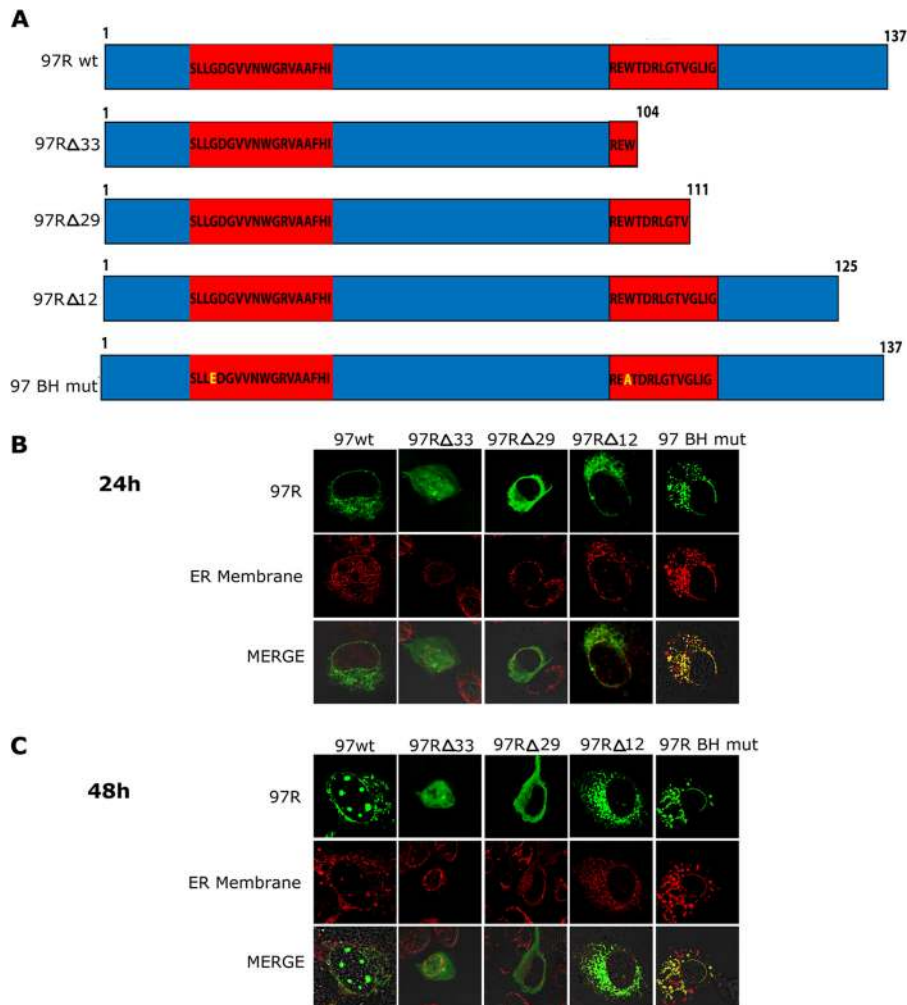 A
1 137
97R wt SLLGDGVVNWGRVAAFHI REWTDRLGTVGLIG
1 104
97RΔ33 SLLGDGVVNWGRVAAFHI REW
1 111
97RΔ29 SLLGDGVVNWGRVAAFHI REWTDRLGTV
1 125
97RΔ12 SLLGDGVVNWGRVAAFHI REWTDRLGTVGLIG
1 137
97 BH mut SLLEDGVVNWGRVAAFHI REATDRLGTVGLIG
B
97wt 97RΔ33 97RΔ29 97RΔ12 97 BH mut
24h
97R
ER Membrane
MERGE
C
97wt 97RΔ33 97RΔ29 97RΔ12 97R BH mut
48h
97R
ER Membrane
MERGE